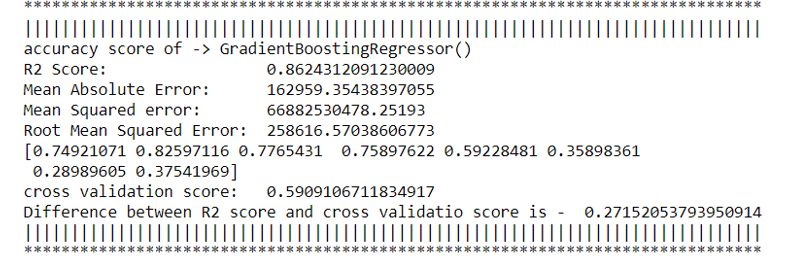 ******************************************************************************
||||||||||||||||||||||||||||||||||||||||||||||||||||||||||||||||||||||||||||||
accuracy score of -> GradientBoostingRegressor()
R2 Score:                 0.8624312091230009
Mean Absolute Error:      162959.35438397055
Mean Squared error:       66882530478.25193
Root Mean Squared Error:  258616.57038606773
[0.74921071 0.82597116 0.7765431  0.75897622 0.59228481 0.35898361
 0.28989605 0.37541969]
cross validation score:   0.5909106711834917
Difference between R2 score and cross validatio score is -  0.27152053793950914
||||||||||||||||||||||||||||||||||||||||||||||||||||||||||||||||||||||||||||||
******************************************************************************